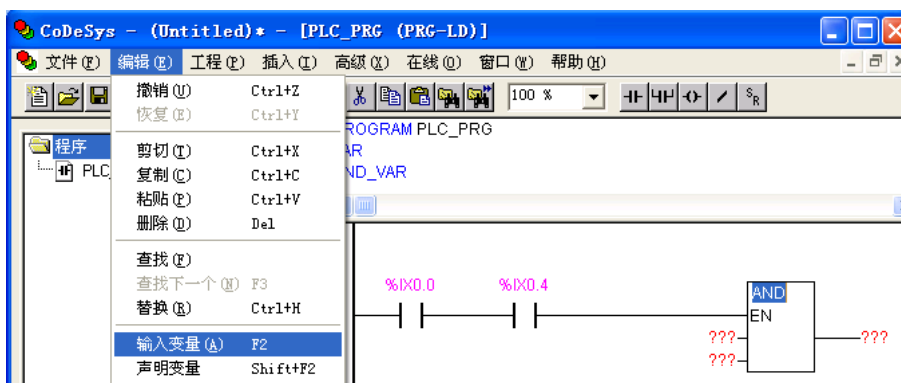 CoDeSys - (Untitled)* - [PLC_PRG (PRG-LD)]
文件(F) 编辑(E) 工程(P) 插入(I) 高级(X) 在线(O) 窗口(W) 帮助(H)
100 %
撤销(U) Ctrl+Z
恢复(E) Ctrl+Y
剪切(T) Ctrl+X
复制(C) Ctrl+C
粘贴(P) Ctrl+V
删除(D) Del
查找(F)
查找下一个(N) F3
替换(R) Ctrl+H
输入变量(A) F2
声明变量 Shift+F2
程序
PLC_
ROGRAM PLC_PRG
AR
ND_VAR
%IX0.0
%IX0.4
AND
EN
???
???
???